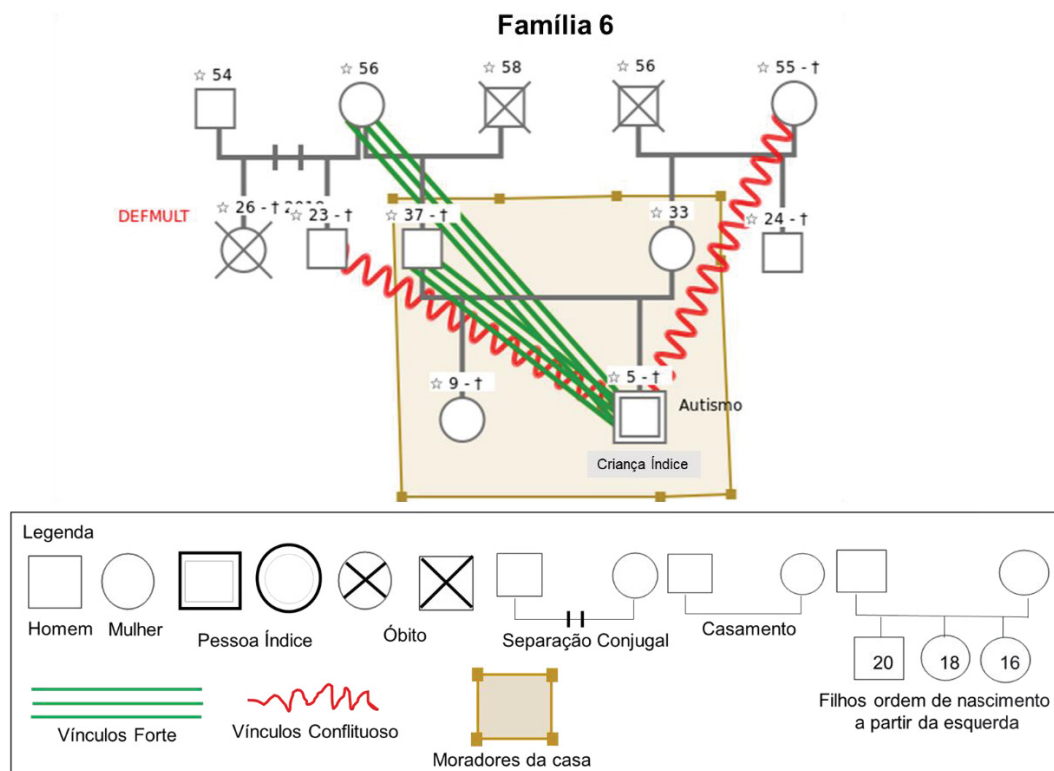 Família 6
☆ 54
☆ 56
☆ 58
☆ 56
☆ 55 - †
DEFMULT
☆ 26 - †
☆ 23 - †
☆ 37 - †
☆ 33
☆ 24 - †
☆ 9 - †
☆ 5 - †
Autismo
Criança Índice
Legenda
Homem
Mulher
Pessoa Índice
Óbito
Separação Conjugal
Casamento
20
18
16
Filhos ordem de nascimento
a partir da esquerda
Vínculos Forte
Vínculos Conflituoso
Moradores da casa